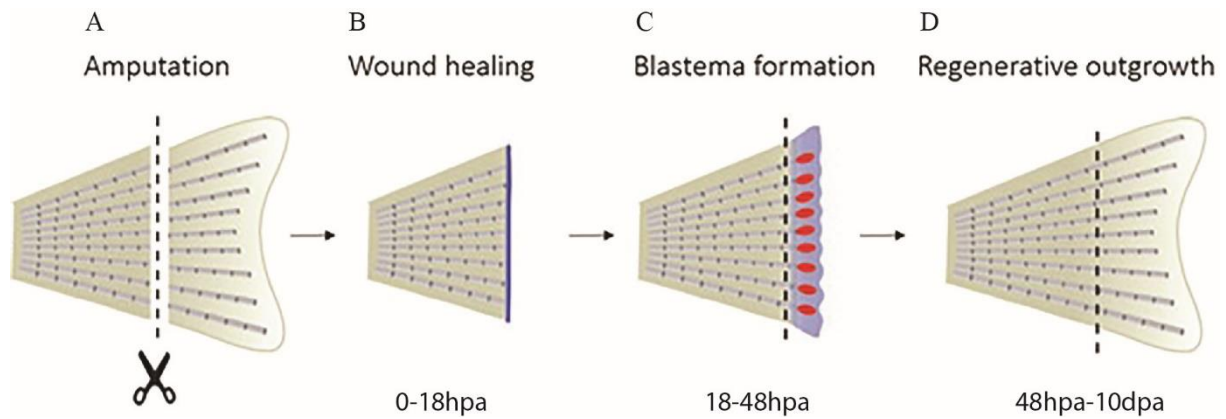 A
B
C
D
Amputation
Wound healing
Blastema formation
Regenerative outgrowth
0-18hpa
18-48hpa
48hpa-10dpa